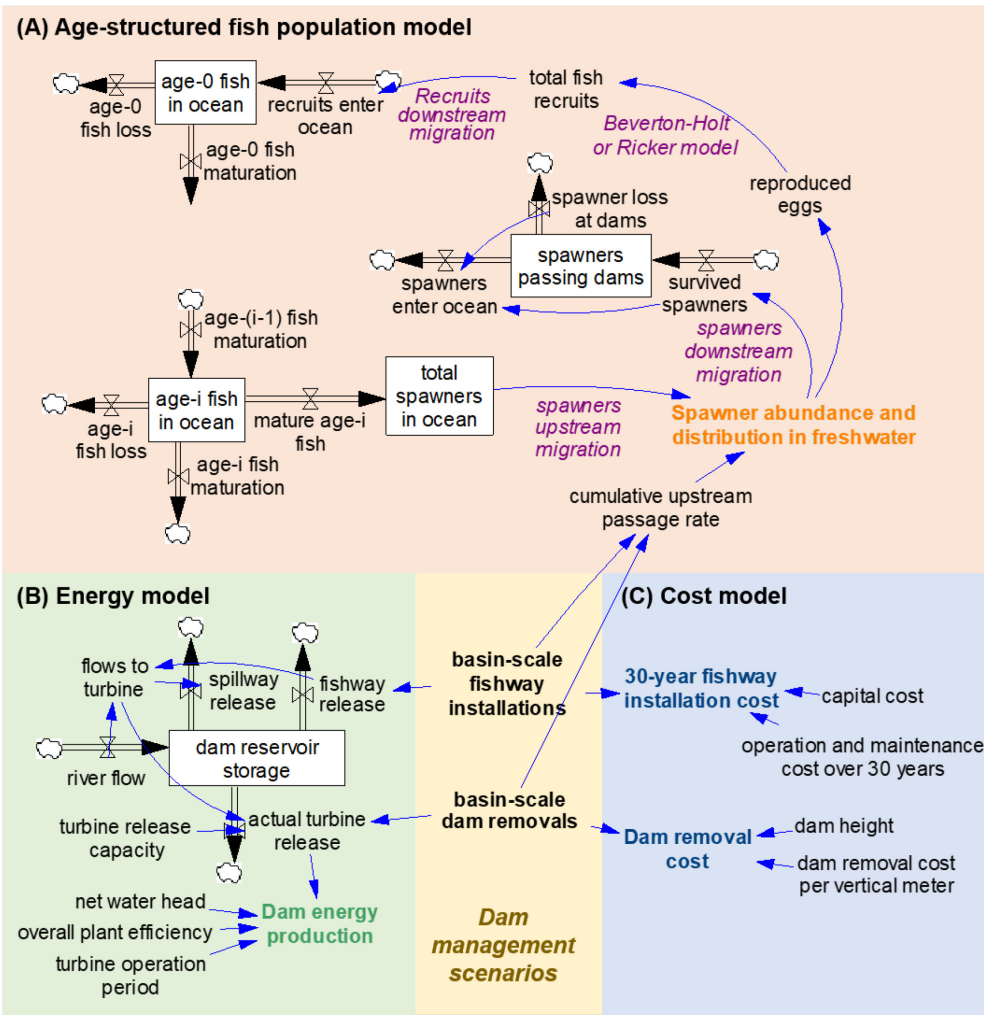 (A) Age-structured fish population model
age-0 fish
in ocean
age-0
fish loss
recruits enter
ocean
Recruits
downstream
migration
total fish
recruits
Beverton-Holt
or Ricker model
age-0 fish
maturation
reproduced
eggs
spawner loss
at dams
spawners
passing dams
spawners
enter ocean
survived
spawners
spawners
downstream
migration
age-(i-1) fish
maturation
age-i fish
in ocean
age-i
fish loss
mature age-i
fish
total
spawners
in ocean
spawners
upstream
migration
Spawner abundance and
distribution in freshwater
age-i fish
maturation
cumulative upstream
passage rate
(B) Energy model
flows to
turbine
spillway
release
fishway
release
river flow
dam reservoir
storage
turbine release
capacity
actual turbine
release
net water head
overall plant efficiency
turbine operation
period
Dam energy
production
basin-scale
fishway
installations
basin-scale
dam removals
Dam
management
scenarios
(C) Cost model
30-year fishway
installation cost
capital cost
operation and maintenance
cost over 30 years
Dam removal
cost
dam height
dam removal cost
per vertical meter